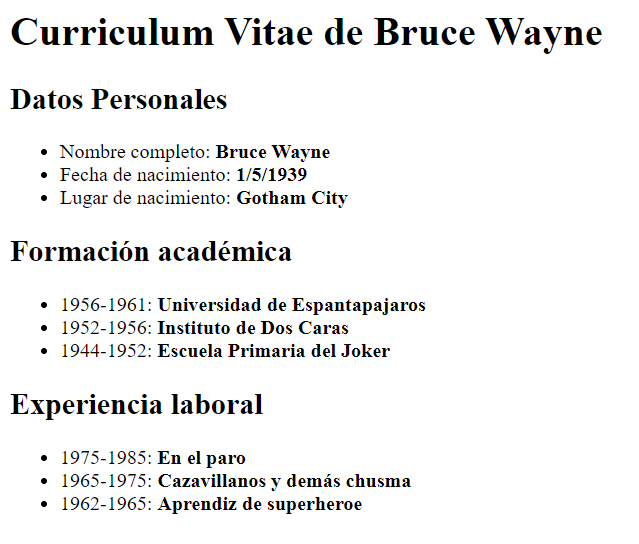 Curriculum Vitae de Bruce Wayne
Datos Personales
Nombre completo: Bruce Wayne
Fecha de nacimiento: 1/5/1939
Lugar de nacimiento: Gotham City
Formación académica
1956-1961: Universidad de Espantapajaros
1952-1956: Instituto de Dos Caras
1944-1952: Escuela Primaria del Joker
Experiencia laboral
1975-1985: En el paro
1965-1975: Cazavillanos y demás chusma
1962-1965: Aprendiz de superheroe